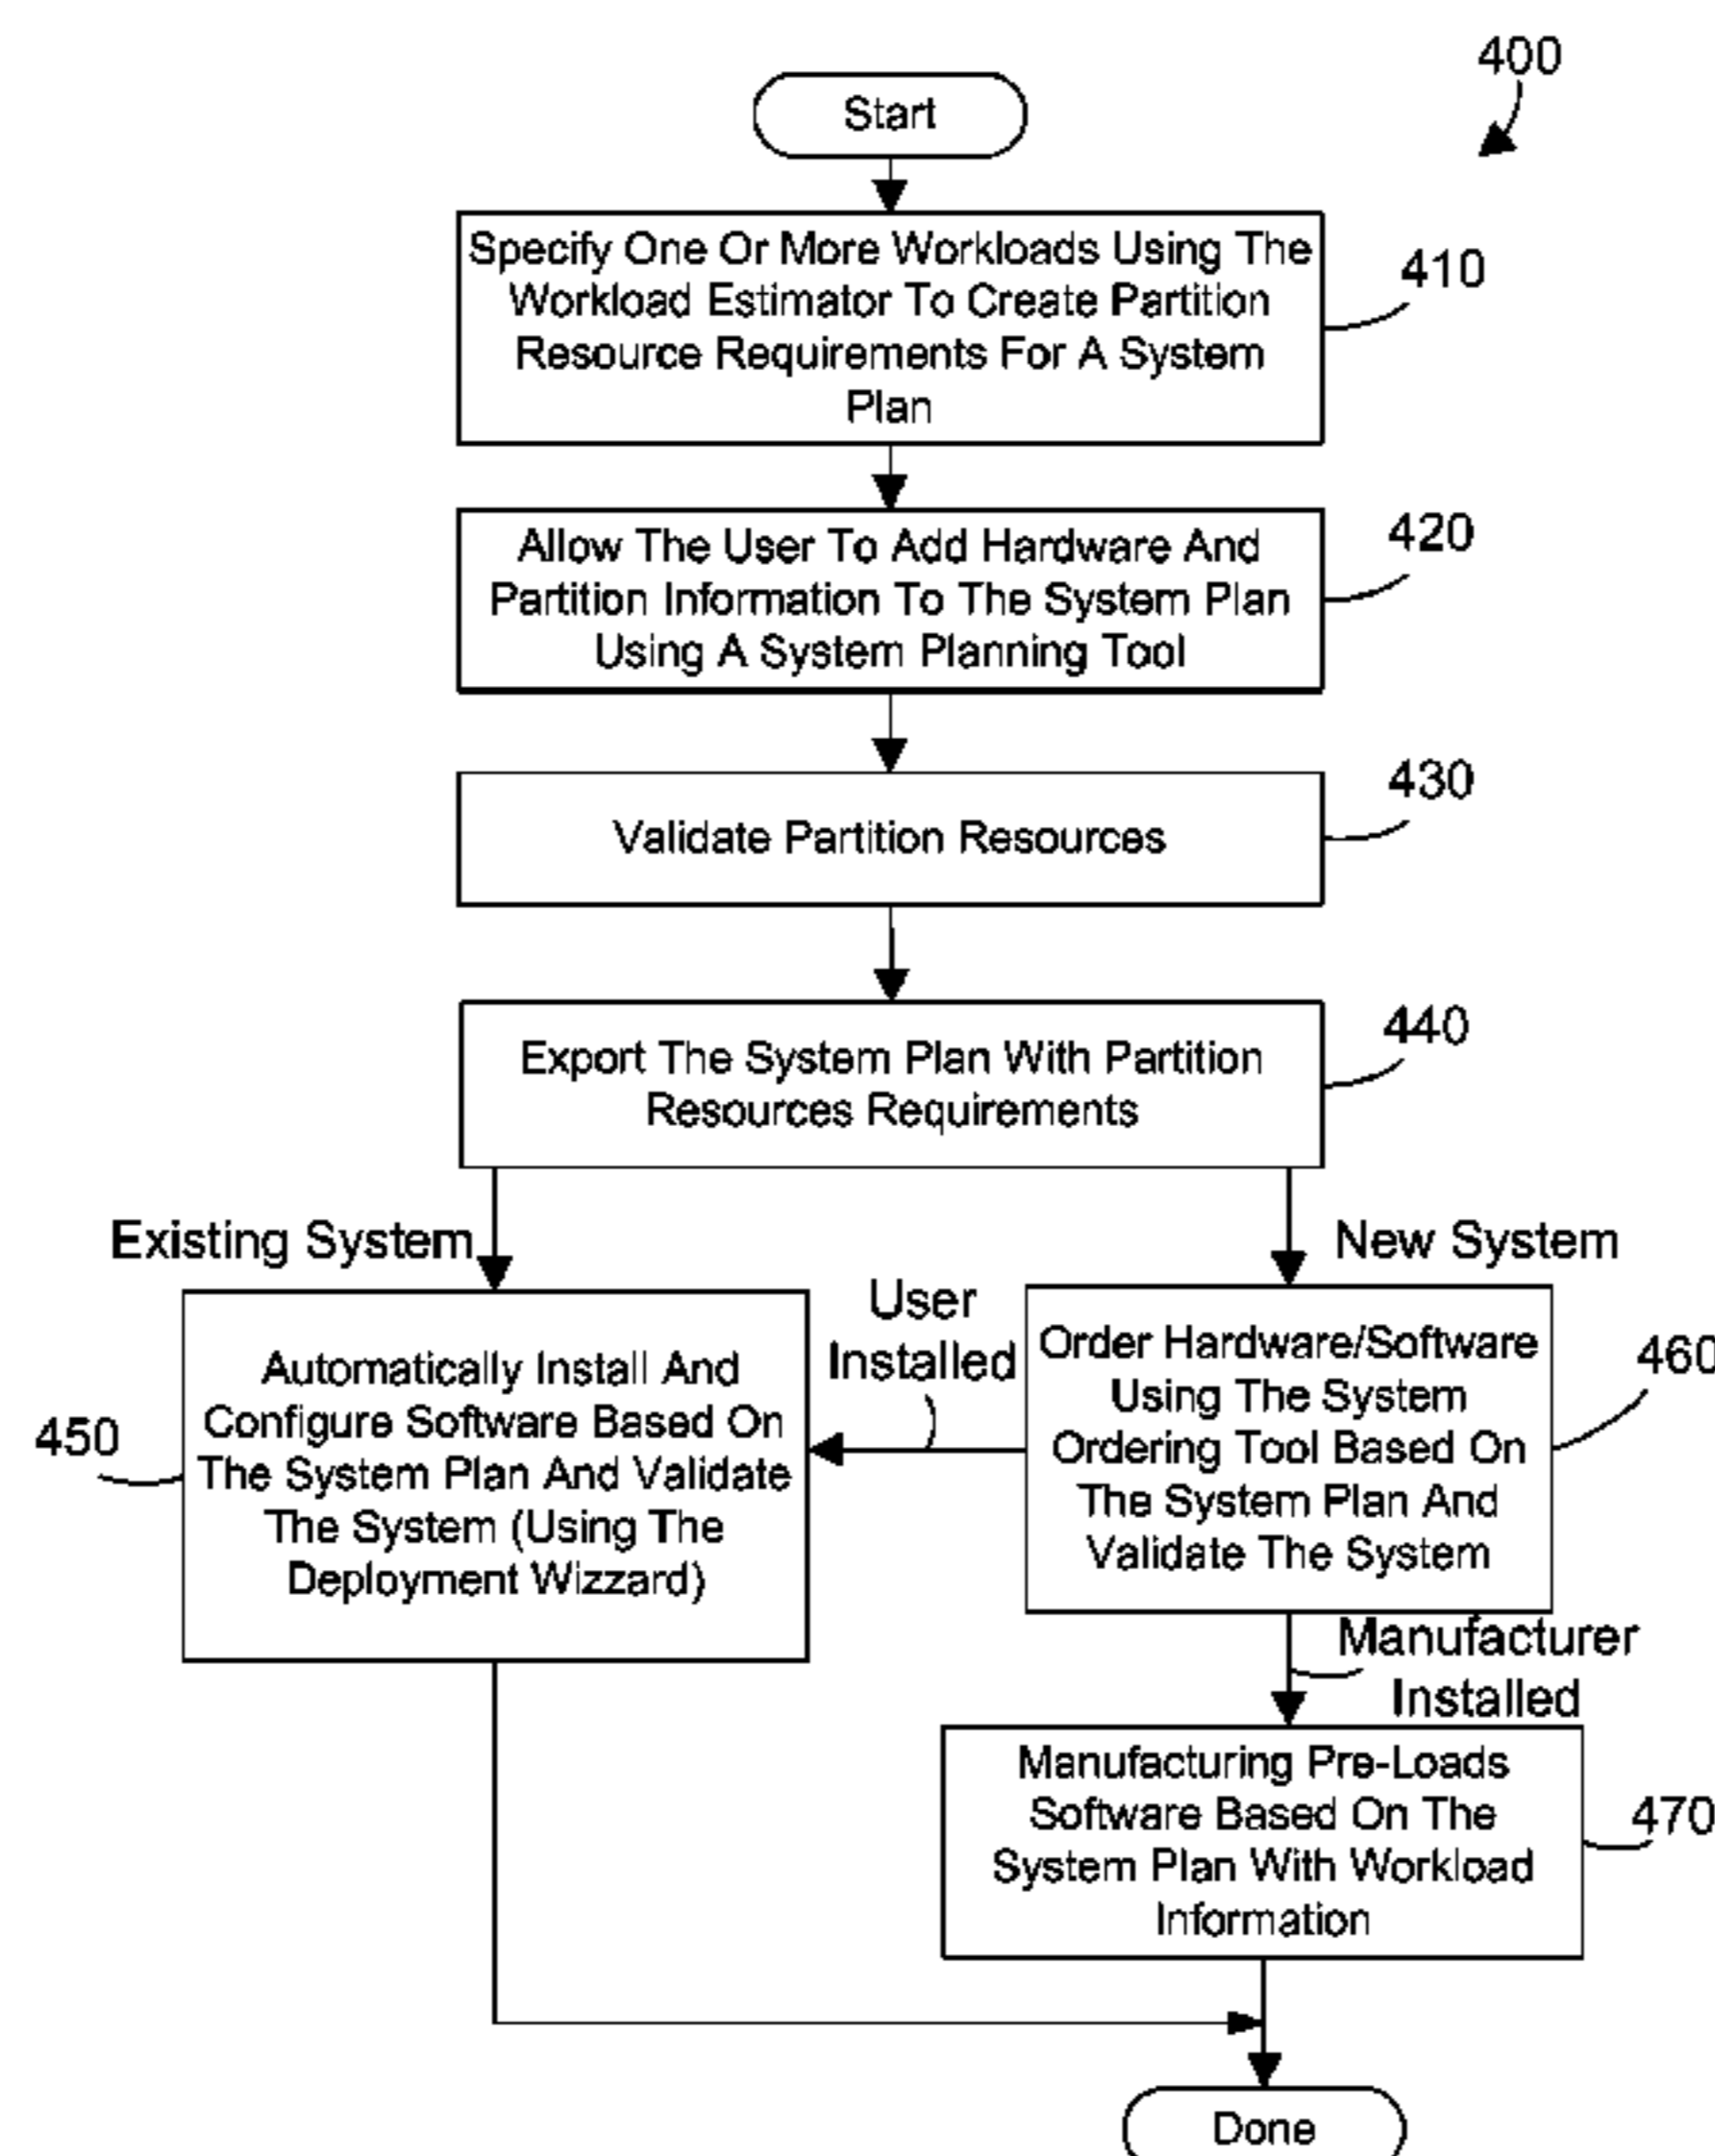 400
Start
Specify One Or More Workloads Using The
Workload Estimator To Create Partition
Resource Requirements For A System
Plan
410
Allow The User To Add Hardware And
Partition Information To The System Plan
Using A System Planning Tool
420
Validate Partition Resources
430
Export The System Plan With Partition
Resources Requirements
440
Existing System
New System
User
Installed
Automatically Install And
Configure Software Based On
The System Plan And Validate
The System (Using The
Deployment Wizzard)
450
Order Hardware/Software
Using The System
Ordering Tool Based On
The System Plan And
Validate The System
460
Manufacturer
Installed
Manufacturing Pre-Loads
Software Based On The
System Plan With Workload
Information
470
Done